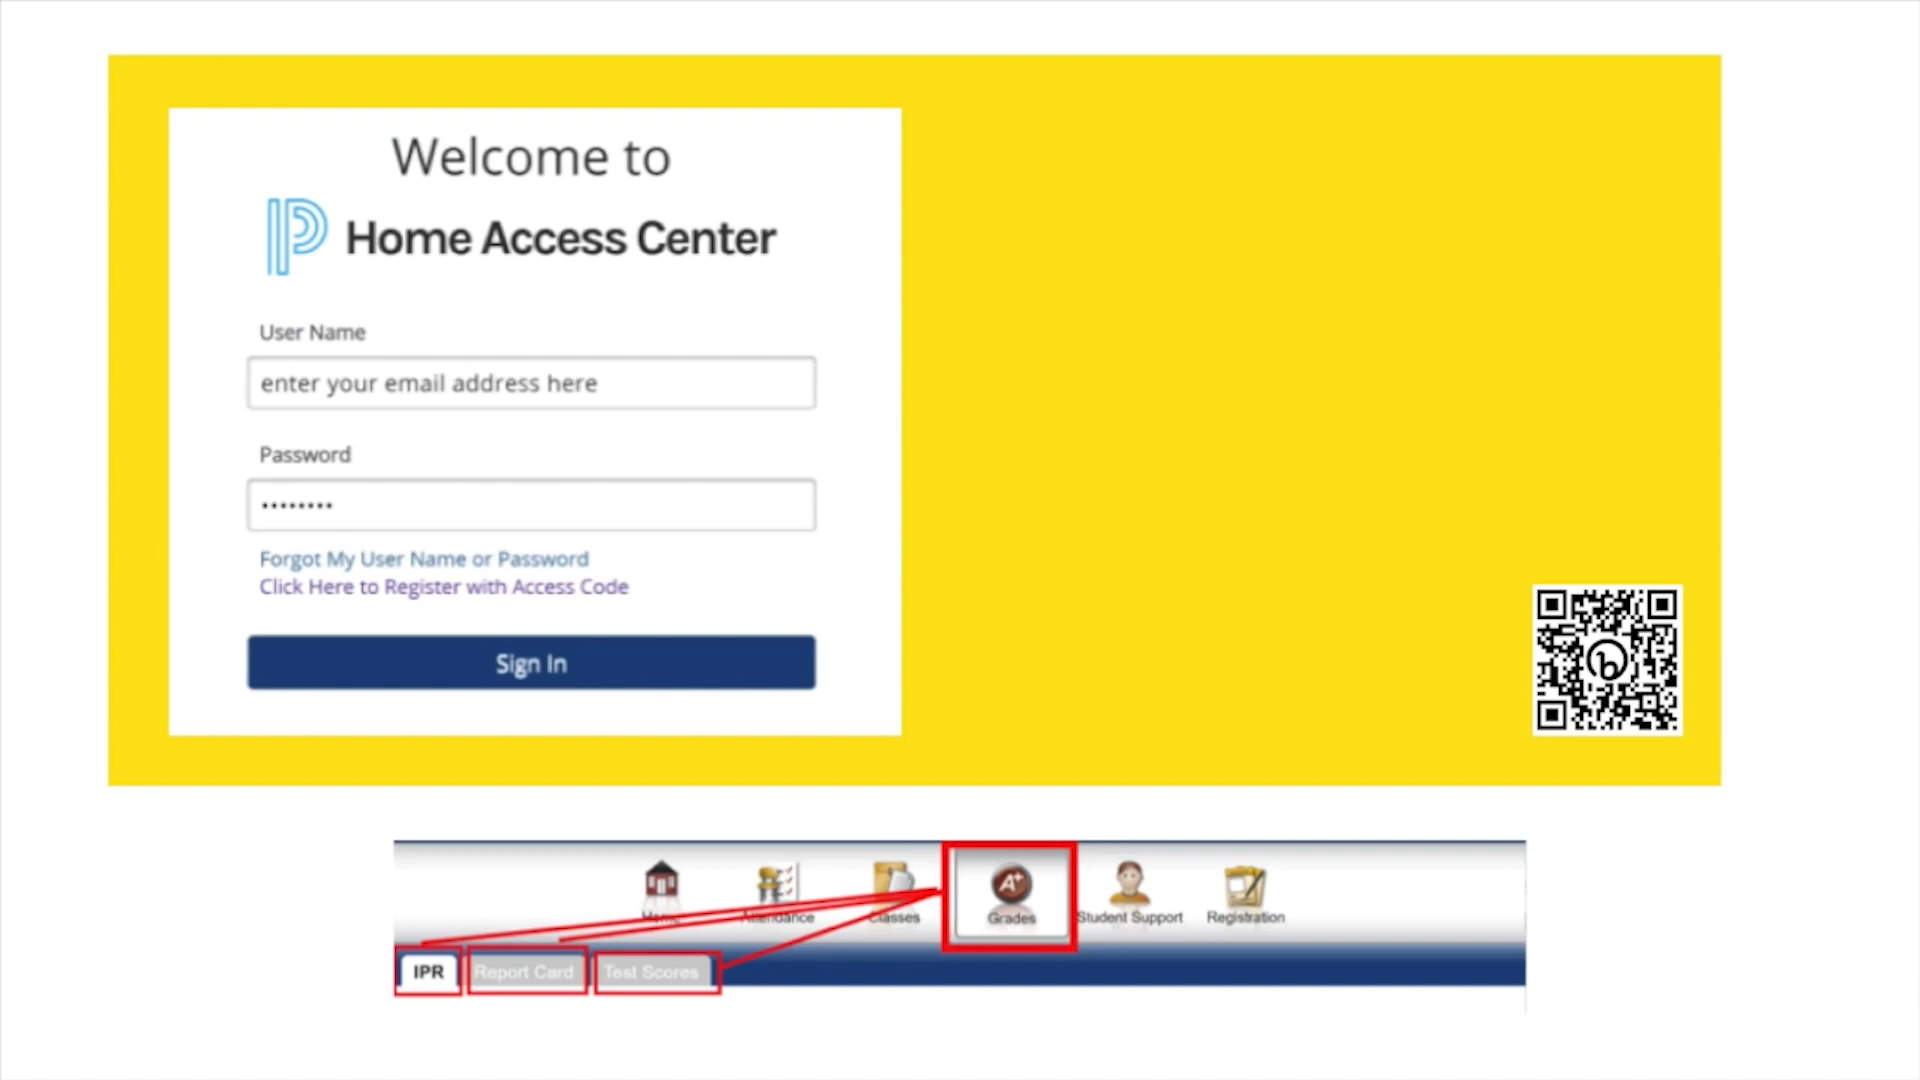 Welcome to
Home Access Center
User Name
enter your email address here
Password
Forgot My User Name or Password
Click Here to Register with Access Code
Sign In
Home Attendance Classes Grades Student Support Registration
IPR Report Card Test Scores